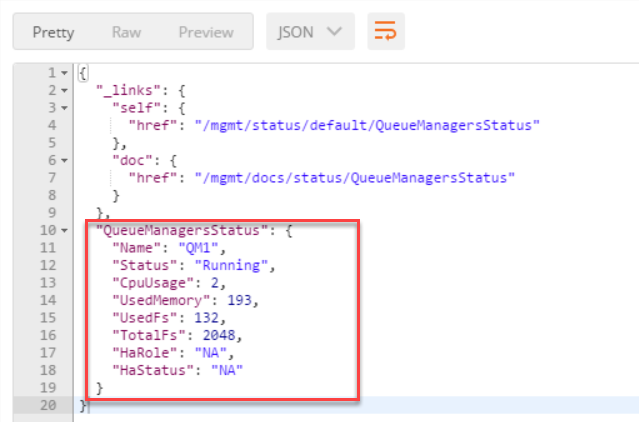 Pretty Raw Preview JSON
1 {
2 "_links": {
3 "self": {
4 "href": "/mgmt/status/default/QueueManagersStatus"
5 },
6 "doc": {
7 "href": "/mgmt/docs/status/QueueManagersStatus"
8 }
9 },
10 "QueueManagersStatus": {
11 "Name": "QM1",
12 "Status": "Running",
13 "CpuUsage": 2,
14 "UsedMemory": 193,
15 "UsedFs": 132,
16 "TotalFs": 2048,
17 "HaRole": "NA",
18 "HaStatus": "NA"
19 }
20 }